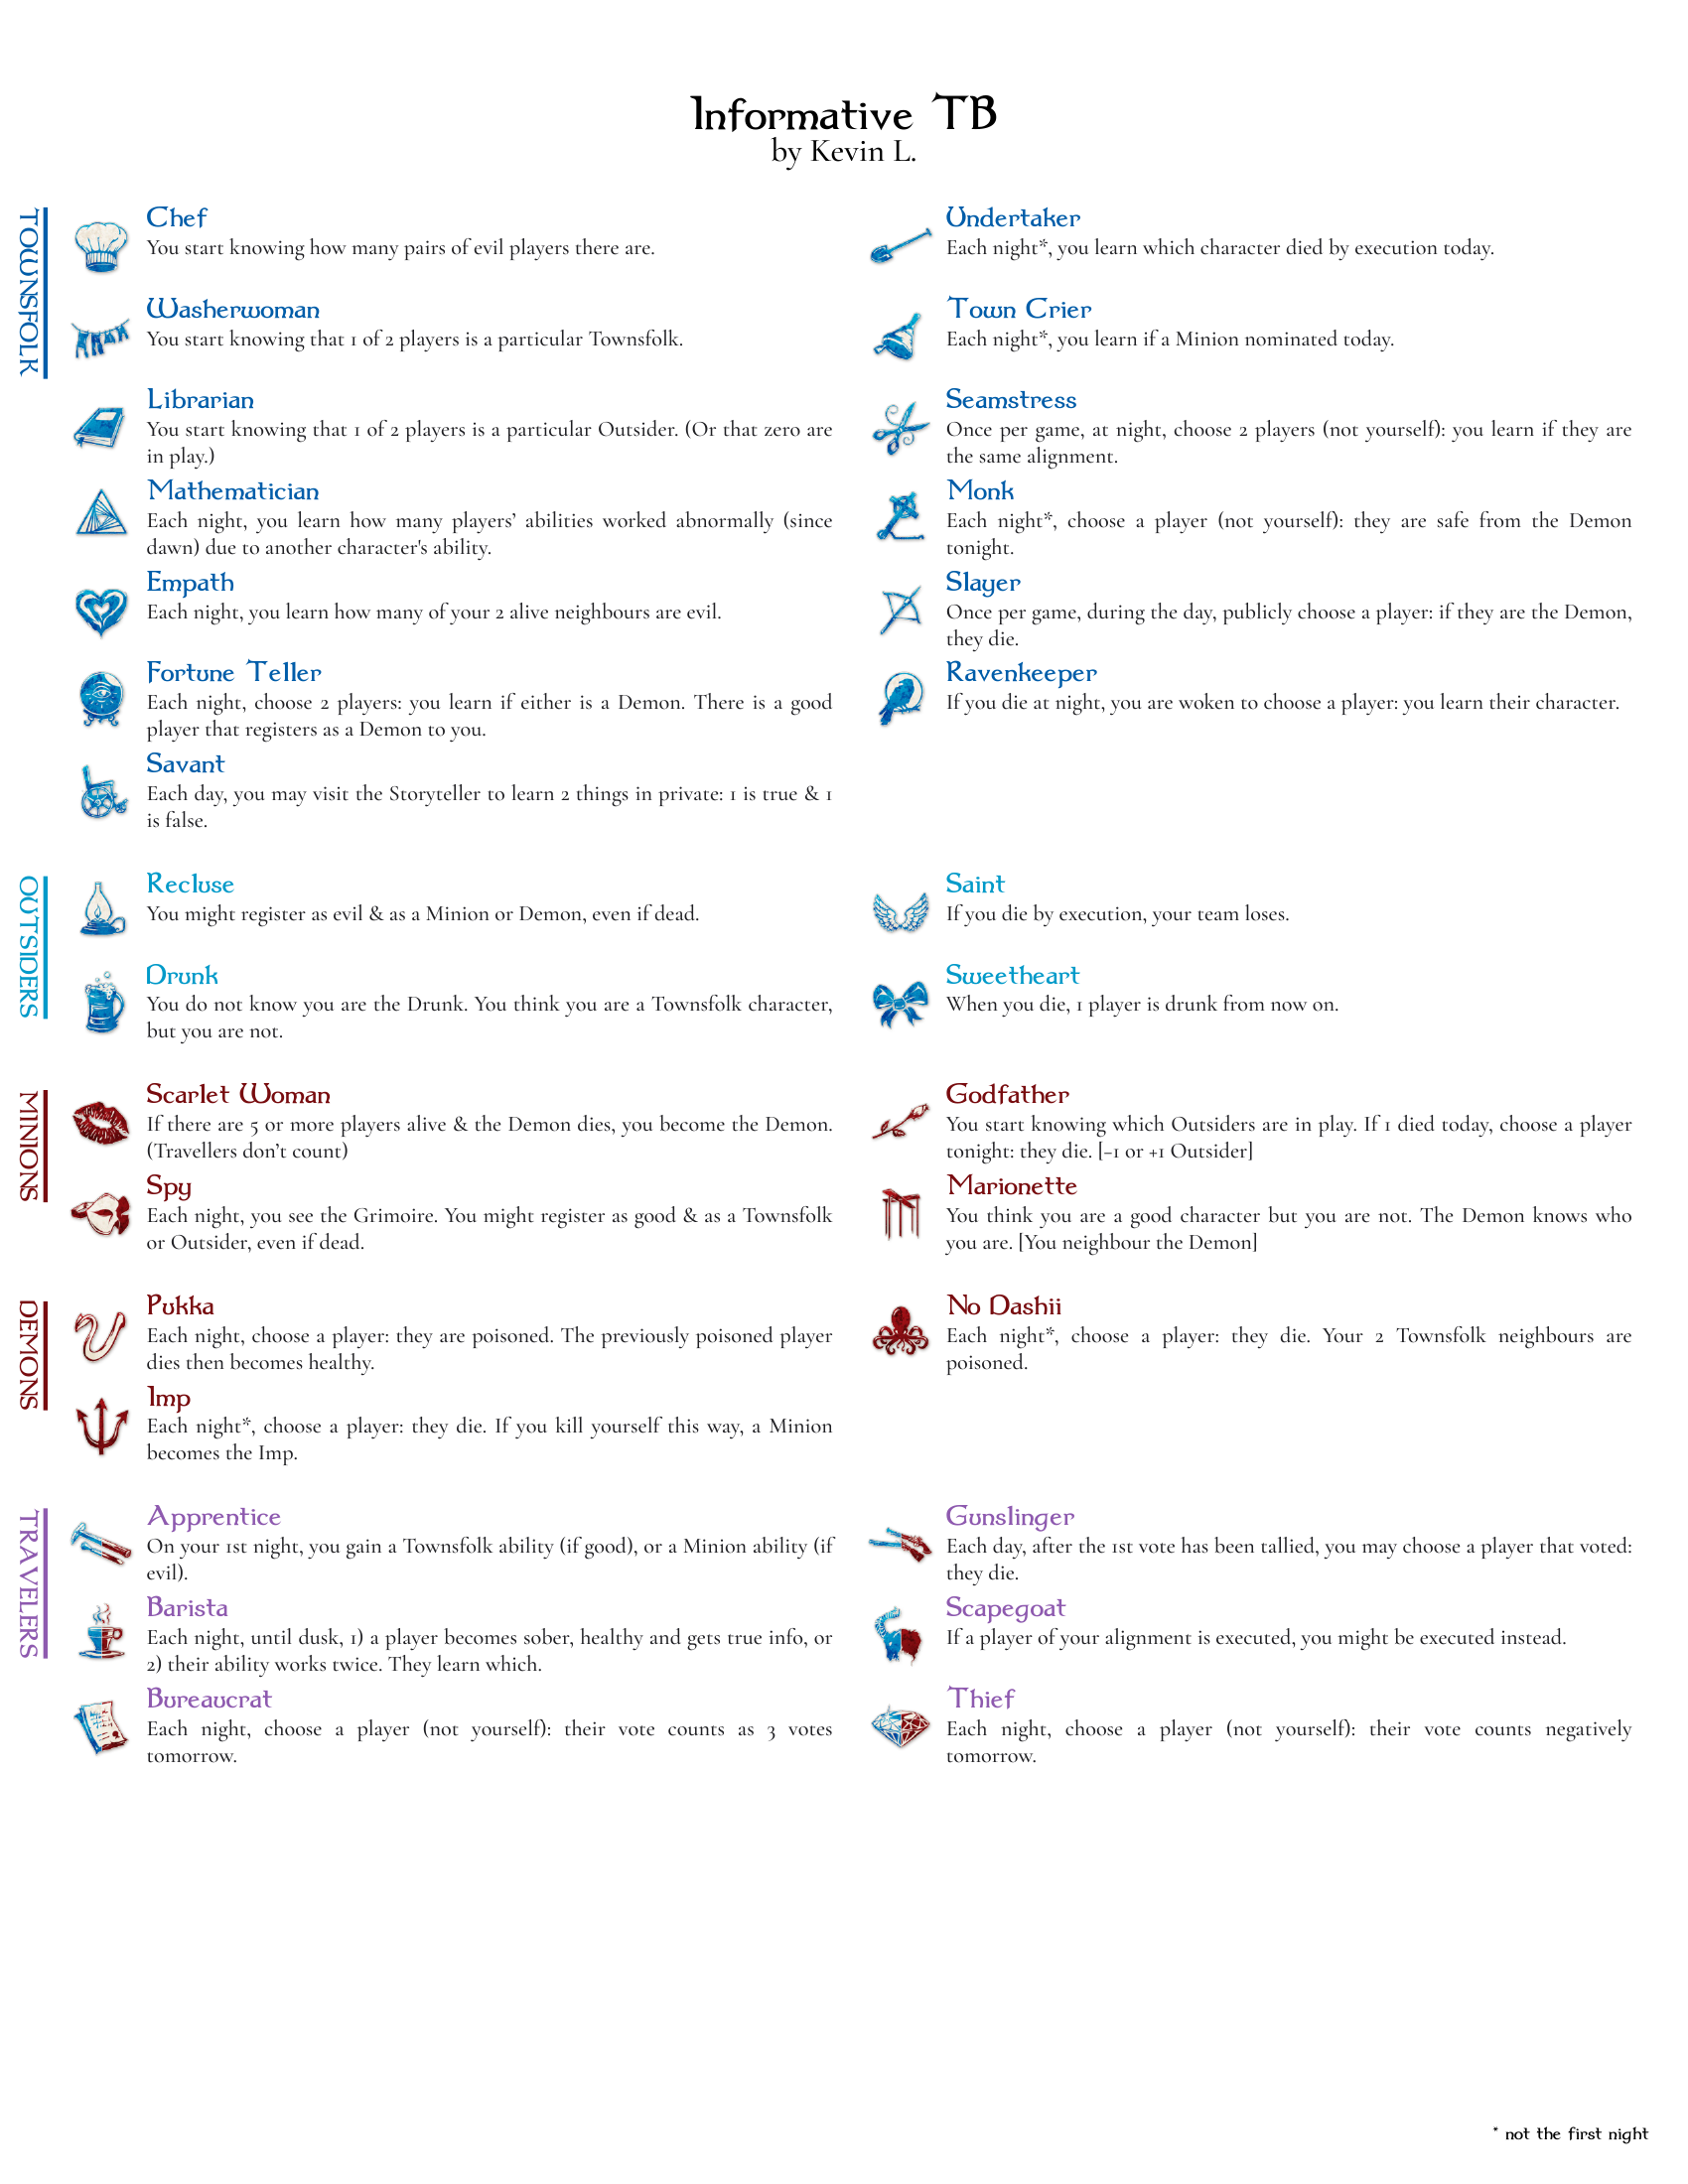 Informative TB
by Kevin L.
TOWNSFOLK
Chef
You start knowing how many pairs of evil players there are.
Washerwoman
You start knowing that 1 of 2 players is a particular Townsfolk.
Librarian
You start knowing that 1 of 2 players is a particular Outsider. (Or that zero are
in play.)
Mathematician
Each night, you learn how many players’ abilities worked abnormally (since
dawn) due to another character's ability.
Empath
Each night, you learn how many of your 2 alive neighbours are evil.
Fortune Teller
Each night, choose 2 players: you learn if either is a Demon. There is a good
player that registers as a Demon to you.
Savant
Each day, you may visit the Storyteller to learn 2 things in private: 1 is true & 1
is false.
Undertaker
Each night*, you learn which character died by execution today.
Town Crier
Each night*, you learn if a Minion nominated today.
Seamstress
Once per game, at night, choose 2 players (not yourself): you learn if they are
the same alignment.
Monk
Each night*, choose a player (not yourself): they are safe from the Demon
tonight.
Slayer
Once per game, during the day, publicly choose a player: if they are the Demon,
they die.
Ravenkeeper
If you die at night, you are woken to choose a player: you learn their character.
OUTSIDERS
Recluse
You might register as evil & as a Minion or Demon, even if dead.
Drunk
You do not know you are the Drunk. You think you are a Townsfolk character,
but you are not.
Saint
If you die by execution, your team loses.
Sweetheart
When you die, 1 player is drunk from now on.
MINIONS
Scarlet Woman
If there are 5 or more players alive & the Demon dies, you become the Demon.
(Travellers don’t count)
Spy
Each night, you see the Grimoire. You might register as good & as a Townsfolk
or Outsider, even if dead.
Godfather
You start knowing which Outsiders are in play. If 1 died today, choose a player
tonight: they die. [−1 or +1 Outsider]
Marionette
You think you are a good character but you are not. The Demon knows who
you are. [You neighbour the Demon]
DEMONS
Pukka
Each night, choose a player: they are poisoned. The previously poisoned player
dies then becomes healthy.
Imp
Each night*, choose a player: they die. If you kill yourself this way, a Minion
becomes the Imp.
No Dashii
Each night*, choose a player: they die. Your 2 Townsfolk neighbours are
poisoned.
TRAVELERS
Apprentice
On your 1st night, you gain a Townsfolk ability (if good), or a Minion ability (if
evil).
Barista
Each night, until dusk, 1) a player becomes sober, healthy and gets true info, or
2) their ability works twice. They learn which.
Bureaucrat
Each night, choose a player (not yourself): their vote counts as 3 votes
tomorrow.
Gunslinger
Each day, after the 1st vote has been tallied, you may choose a player that voted:
they die.
Scapegoat
If a player of your alignment is executed, you might be executed instead.
Thief
Each night, choose a player (not yourself): their vote counts negatively
tomorrow.
* not the first night